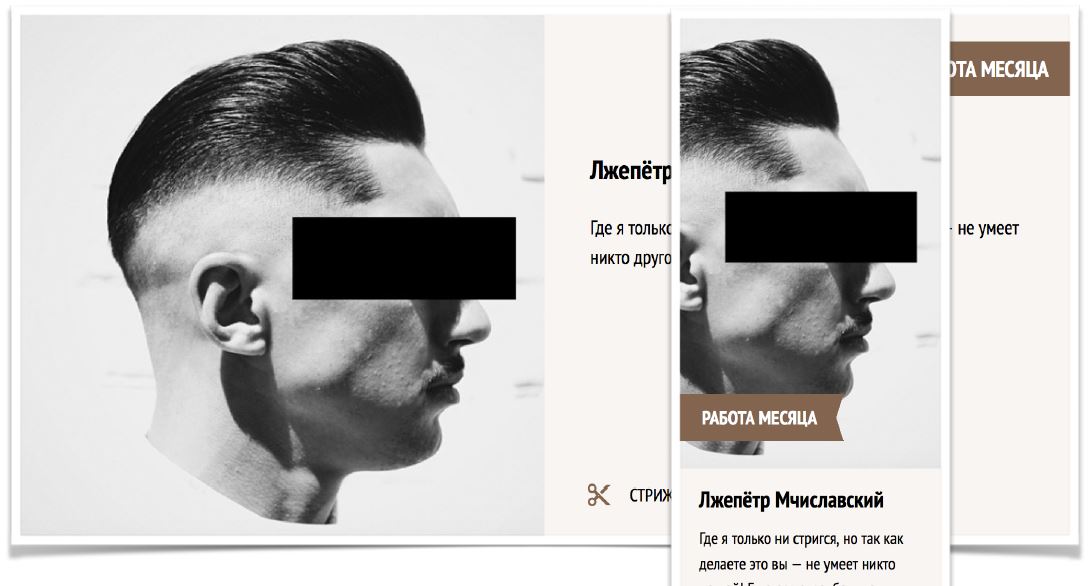 ОТА МЕСЯЦА
Лжепётр
Где я только — не умеет
никто друго
СТРИЖ
РАБОТА МЕСЯЦА
Лжепётр Мчиславский
Где я только ни стригся, но так как
делаете это вы — не умеет никто